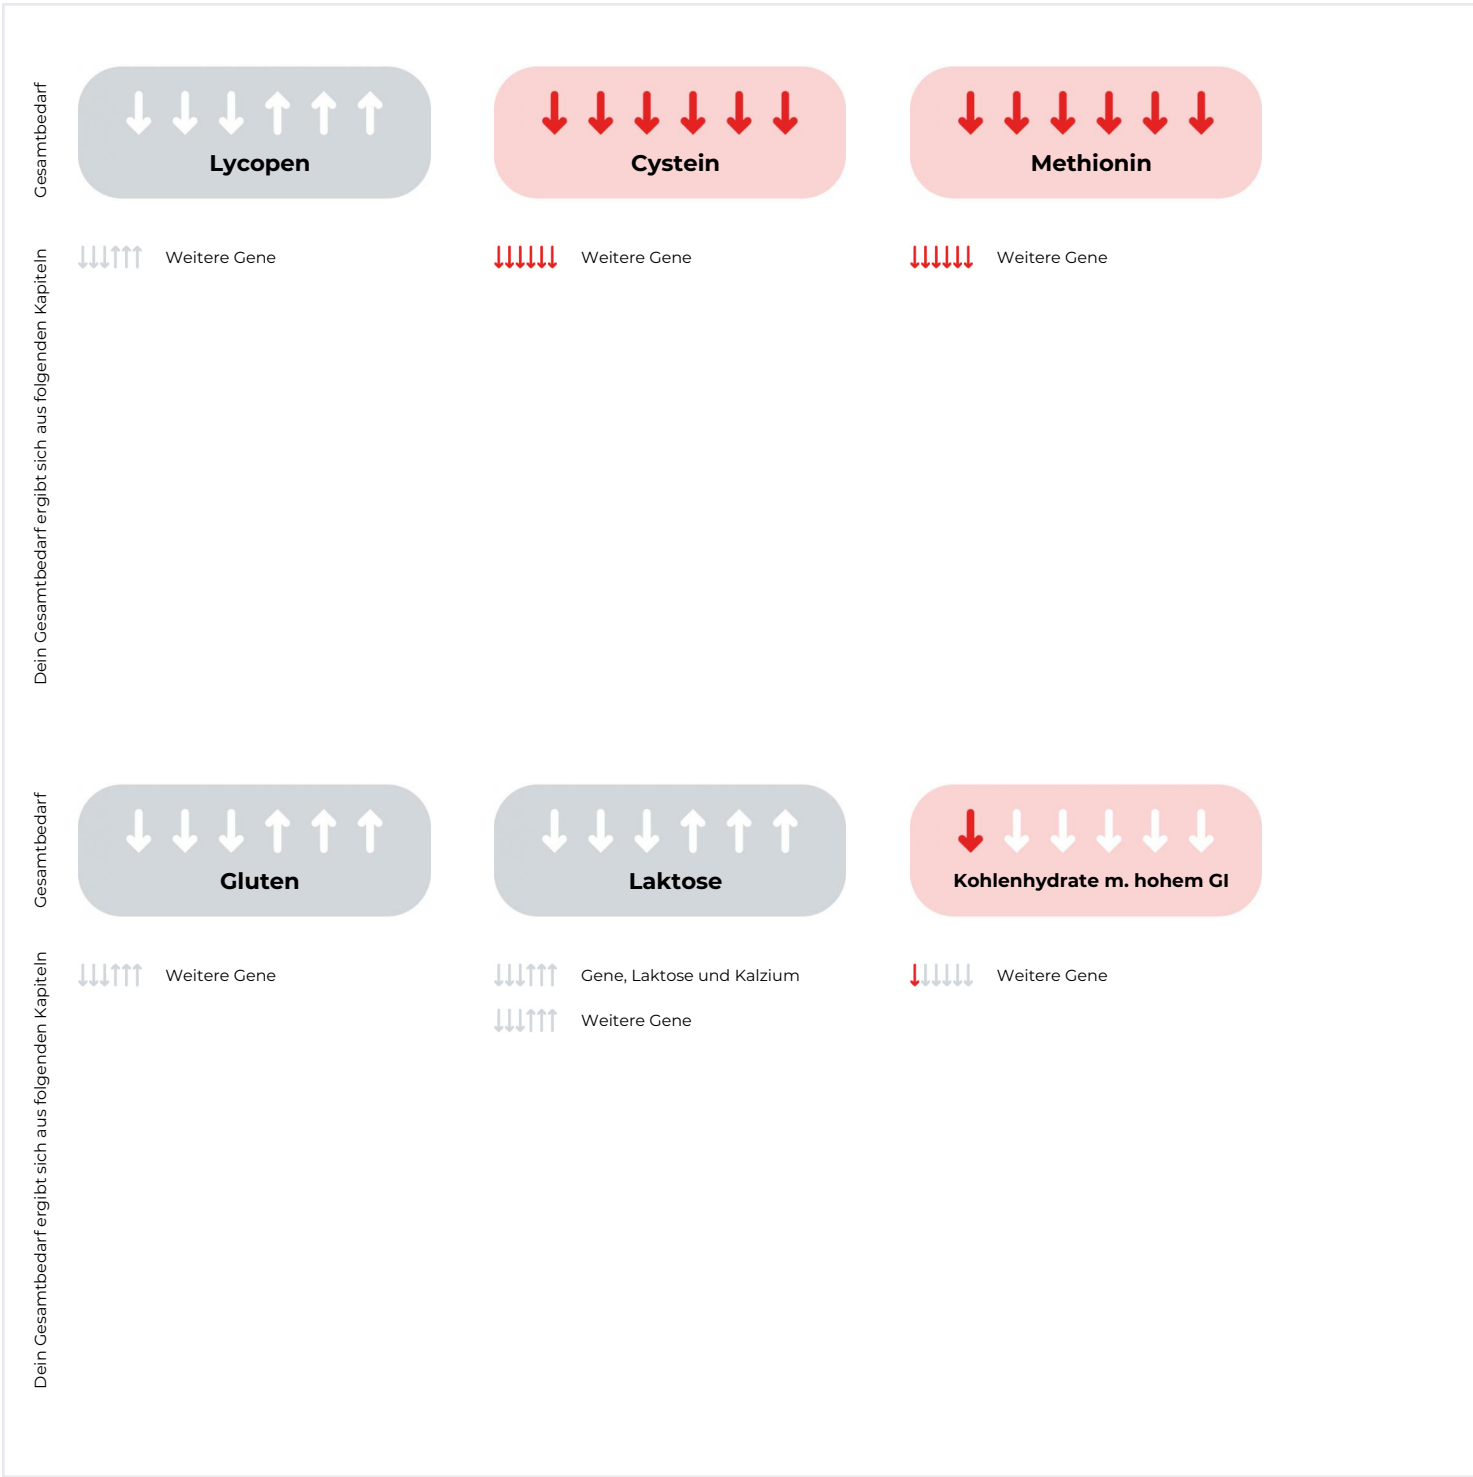 Gesamtbedarf
Lycopen
Cystein
Methionin
Dein Gesamtbedarf ergibt sich aus folgenden Kapiteln
Weitere Gene
Weitere Gene
Weitere Gene
Gesamtbedarf
Gluten
Laktose
Kohlenhydrate m. hohem GI
Dein Gesamtbedarf ergibt sich aus folgenden Kapiteln
Weitere Gene
Gene, Laktose und Kalzium
Weitere Gene
Weitere Gene